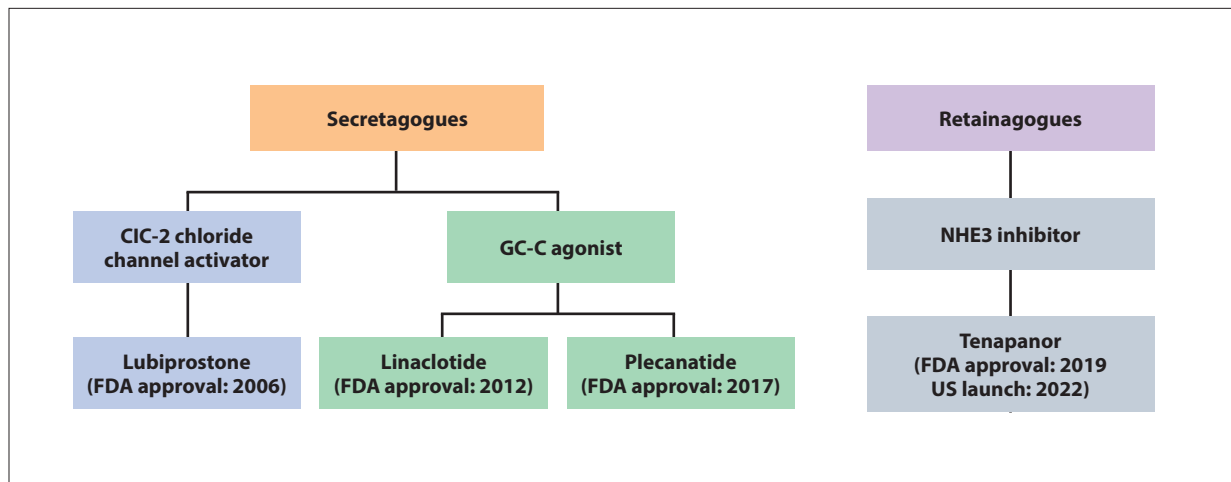 Secretagogues
Retainagogues
CIC-2 chloride
channel activator
GC-C agonist
NHE3 inhibitor
Lubiprostone
(FDA approval: 2006)
Linaclotide
(FDA approval: 2012)
Plecanatide
(FDA approval: 2017)
Tenapanor
(FDA approval: 2019
US launch: 2022)